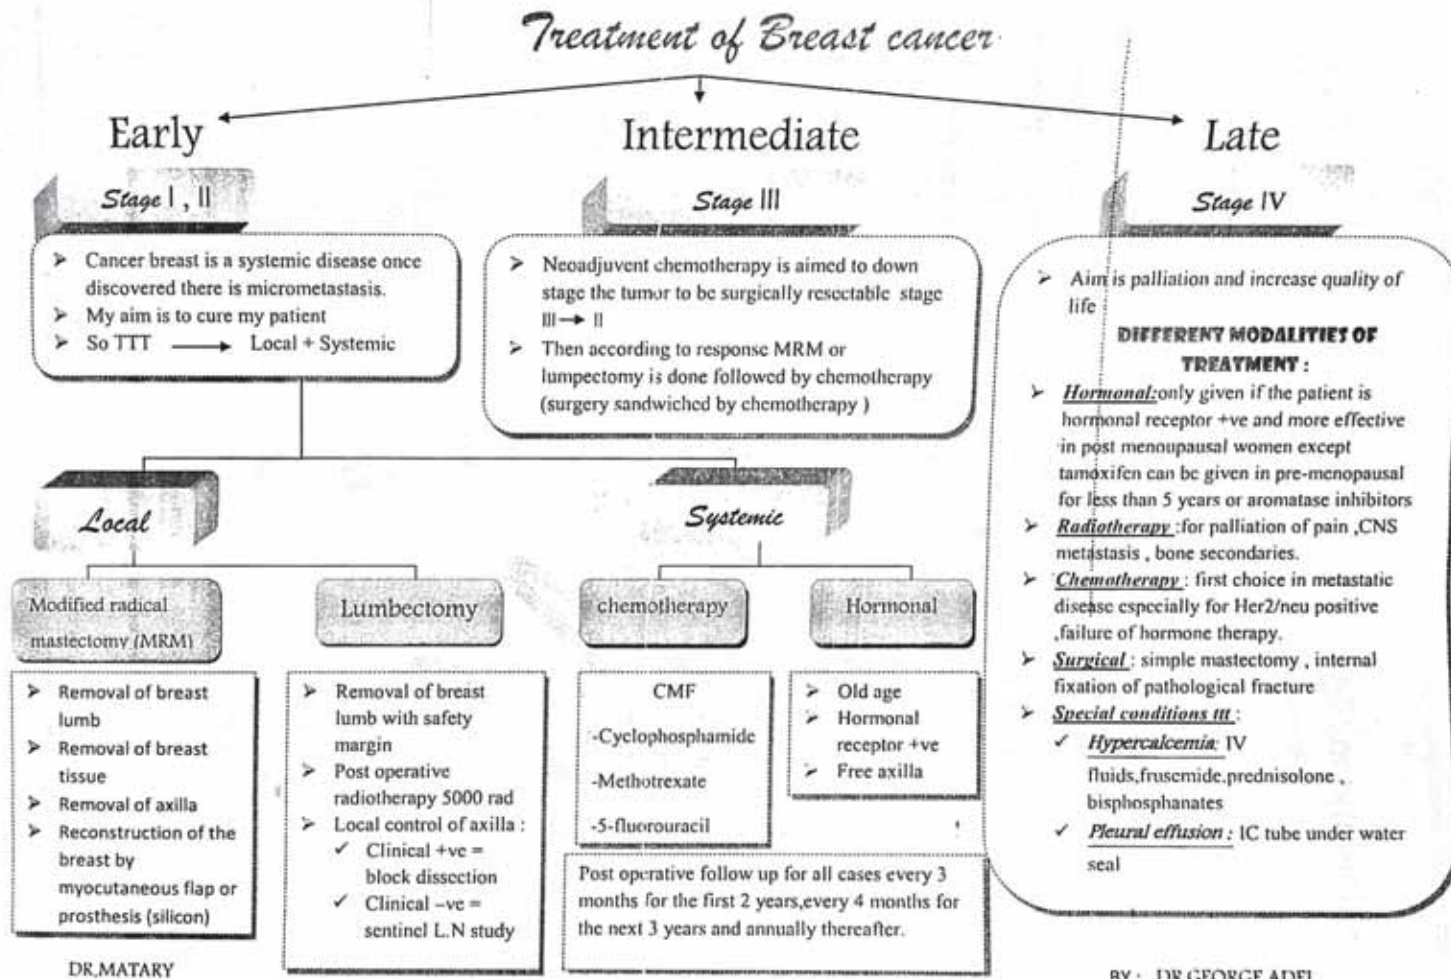 Treatment of Breast cancer
Early
Stage I , II
➤ Cancer breast is a systemic disease once
discovered there is micrometastasis.
➤ My aim is to cure my patient
➤ So TTT → Local + Systemic
Intermediate
Stage III
➤ Neoadjuvent chemotherapy is aimed to down
stage the tumor to be surgically resectable stage
III → II
➤ Then according to response MRM or
lumpectomy is done followed by chemotherapy
(surgery sandwiched by chemotherapy )
Late
Stage IV
➤ Aim is palliation and increase quality of
life
DIFFERENT MODALITIES OF
TREATMENT :
➤ Hormonal:only given if the patient is
hormonal receptor +ve and more effective
in post menoupausal women except
tamoxifen can be given in pre-menopausal
for less than 5 years or aromatase inhibitors
➤ Radiotherapy :for palliation of pain ,CNS
metastasis , bone secondaries.
➤ Chemotherapy : first choice in metastatic
disease especially for Her2/neu positive
,failure of hormone therapy.
➤ Surgical : simple mastectomy , internal
fixation of pathological fracture
➤ Special conditions ttt :
✓ Hypercalcemia: IV
fluids,frusemide,prednisolone ,
bisphosphanates
✓ Pleural effusion : IC tube under water
seal
Local
Modified radical
mastectomy (MRM)
➤ Removal of breast
lumb
➤ Removal of breast
tissue
➤ Removal of axilla
➤ Reconstruction of the
breast by
myocutaneous flap or
prosthesis (silicon)
Lumbectomy
➤ Removal of breast
lumb with safety
margin
➤ Post operative
radiotherapy 5000 rad
➤ Local control of axilla :
✓ Clinical +ve =
block dissection
✓ Clinical –ve =
sentinel L.N study
Systemic
chemotherapy
CMF
-Cyclophosphamide
-Methotrexate
-5-fluorouracil
Hormonal
➤ Old age
➤ Hormonal
receptor +ve
➤ Free axilla
Post operative follow up for all cases every 3
months for the first 2 years,every 4 months for
the next 3 years and annually thereafter.
DR.MATARY
BY : DR.GEORGE ADEL